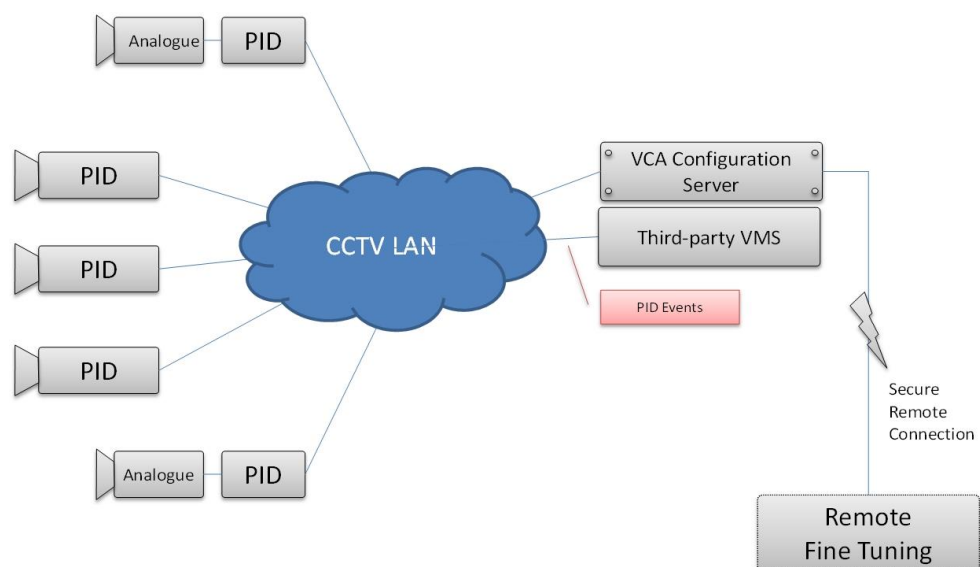 Analogue
PID
PID
PID
PID
Analogue
PID
CCTV LAN
VCA Configuration
Server
Third-party VMS
PID Events
Secure
Remote
Connection
Remote
Fine Tuning